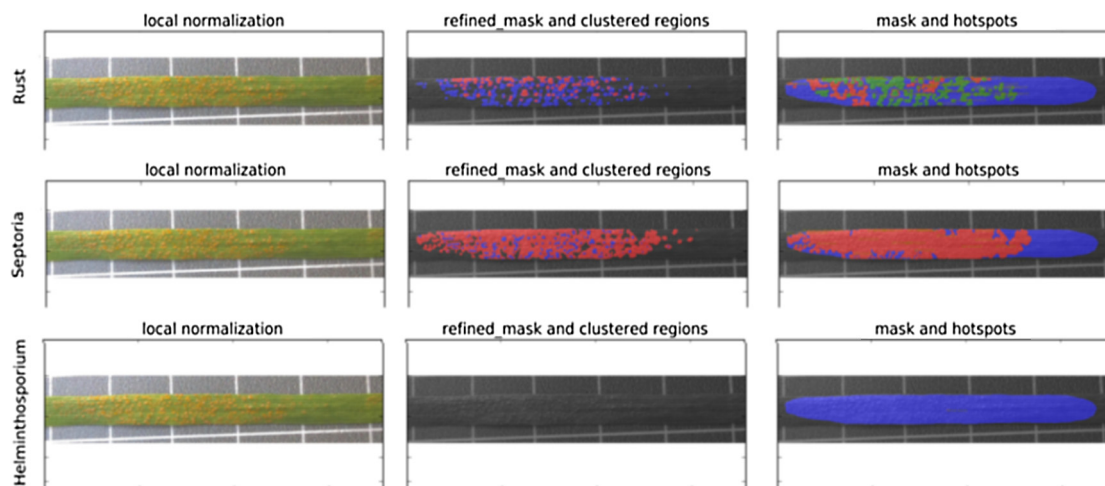 local normalization
refined_mask and clustered regions
mask and hotspots
Rust
local normalization
refined_mask and clustered regions
mask and hotspots
Septoria
local normalization
refined_mask and clustered regions
mask and hotspots
Helminthosporium